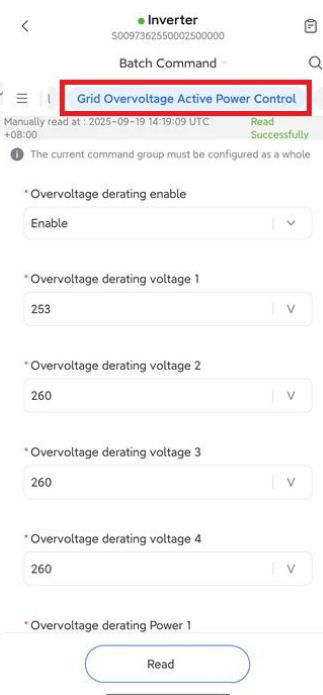 Inverter
S0097362550002500000
Batch Command
Grid Overvoltage Active Power Control
Manually read at : 2025-09-19 14:19:09 UTC +08:00
Read Successfully
The current command group must be configured as a whole
*Overvoltage derating enable
Enable
*Overvoltage derating voltage 1
253 V
*Overvoltage derating voltage 2
260 V
*Overvoltage derating voltage 3
260 V
*Overvoltage derating voltage 4
260 V
*Overvoltage derating Power 1
Read